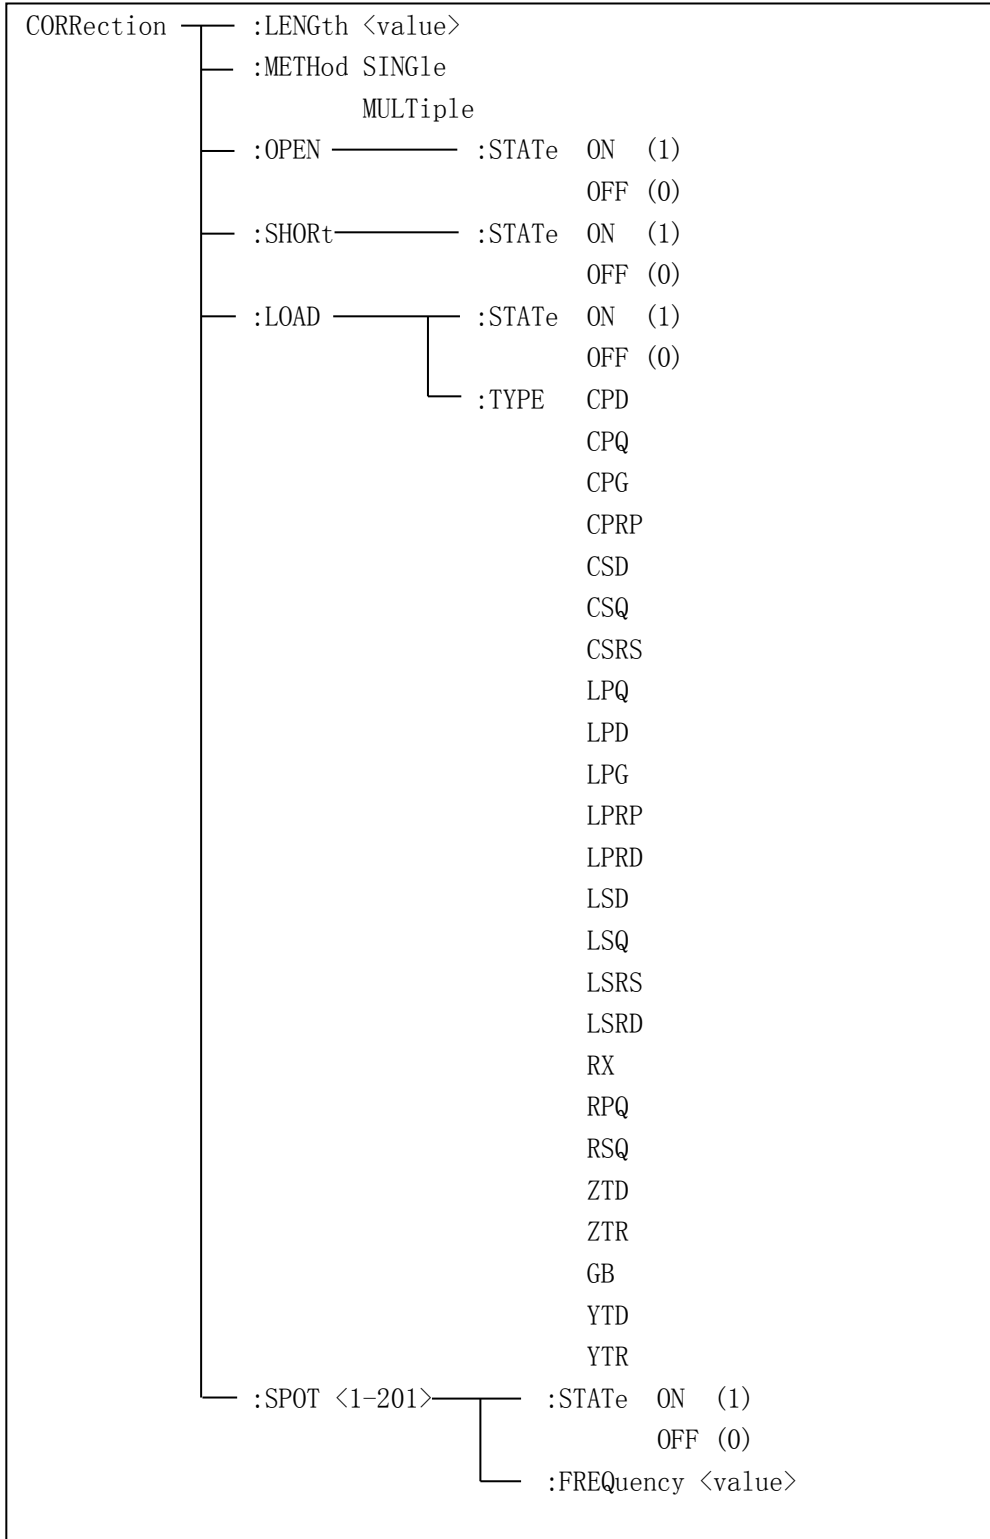 CORRection :LENGth <value>
:METHod SINGle
MULTiple
:OPEN :STATe ON (1)
OFF (0)
:SHORt :STATe ON (1)
OFF (0)
:LOAD :STATe ON (1)
OFF (0)
:TYPE CPD
CPQ
CPG
CPRP
CSD
CSQ
CSRS
LPQ
LPD
LPG
LPRP
LPRD
LSD
LSQ
LSRS
LSRD
RX
RPQ
RSQ
ZTD
ZTR
GB
YTD
YTR
:SPOT <1-201> :STATe ON (1)
OFF (0)
:FREQuency <value>